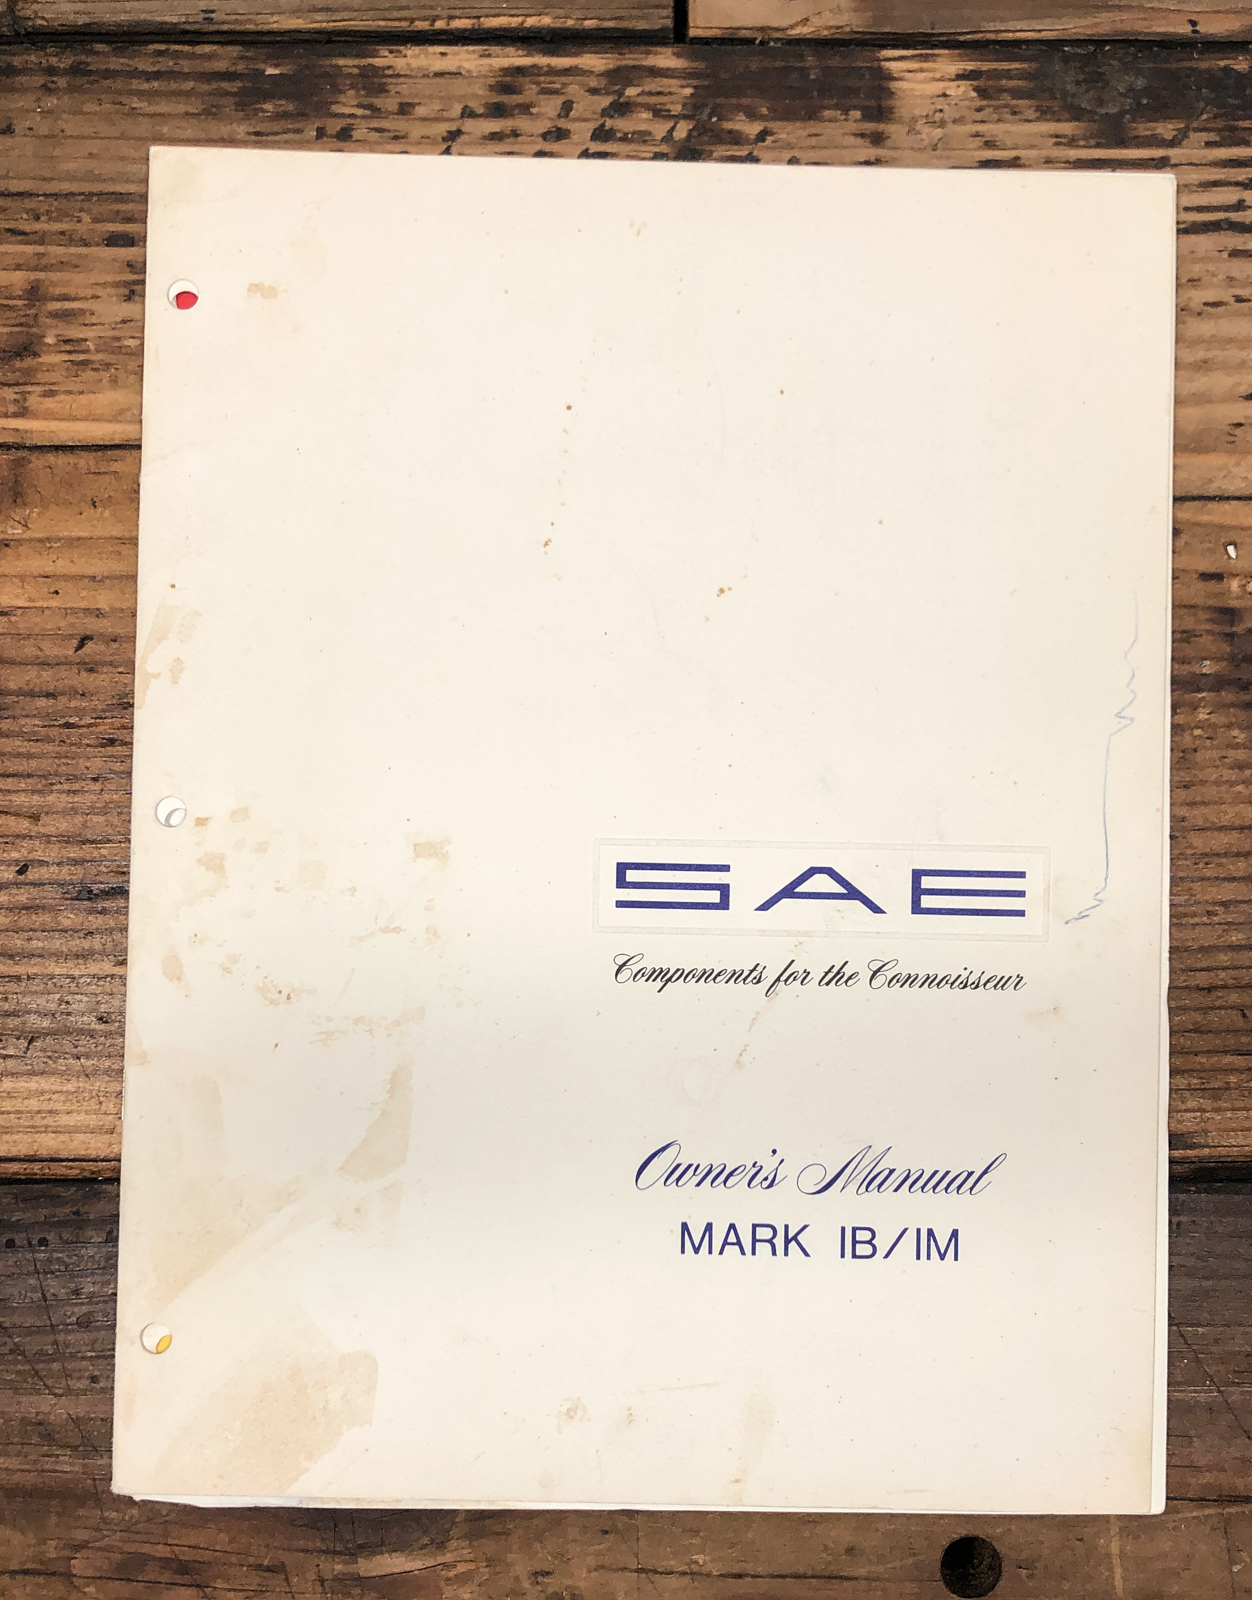 SAE
Components for the Connoisseur
Owner's Manual
MARK IB/IM